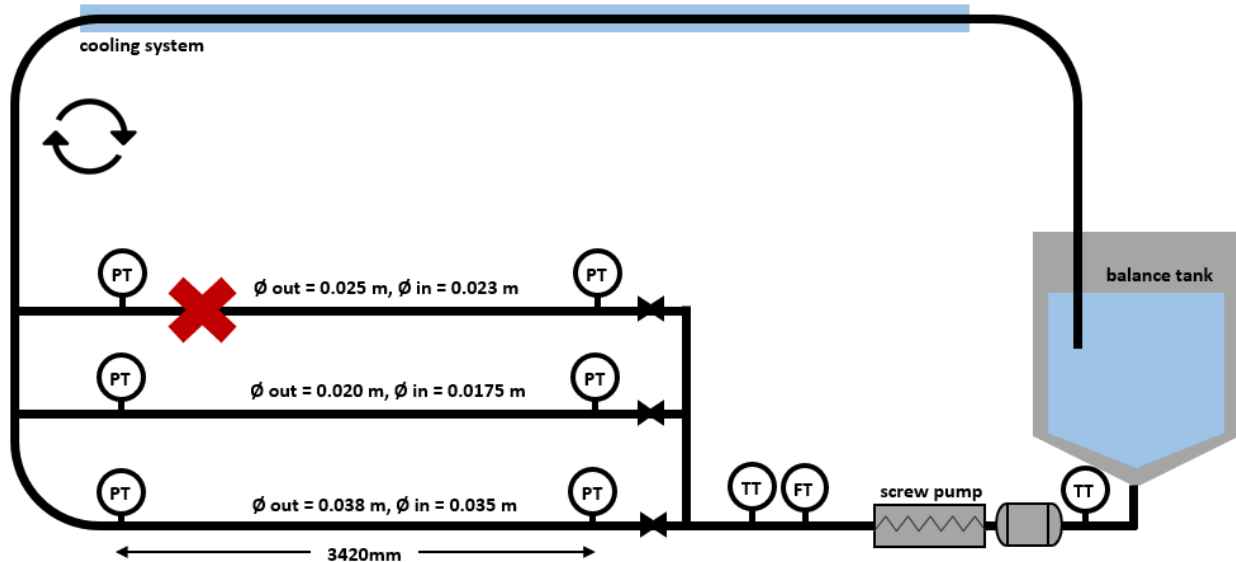 cooling system
PT
PT
Ø out = 0.025 m, Ø in = 0.023 m
balance tank
PT
PT
Ø out = 0.020 m, Ø in = 0.0175 m
PT
PT
Ø out = 0.038 m, Ø in = 0.035 m
TT
FT
screw pump
TT
3420mm